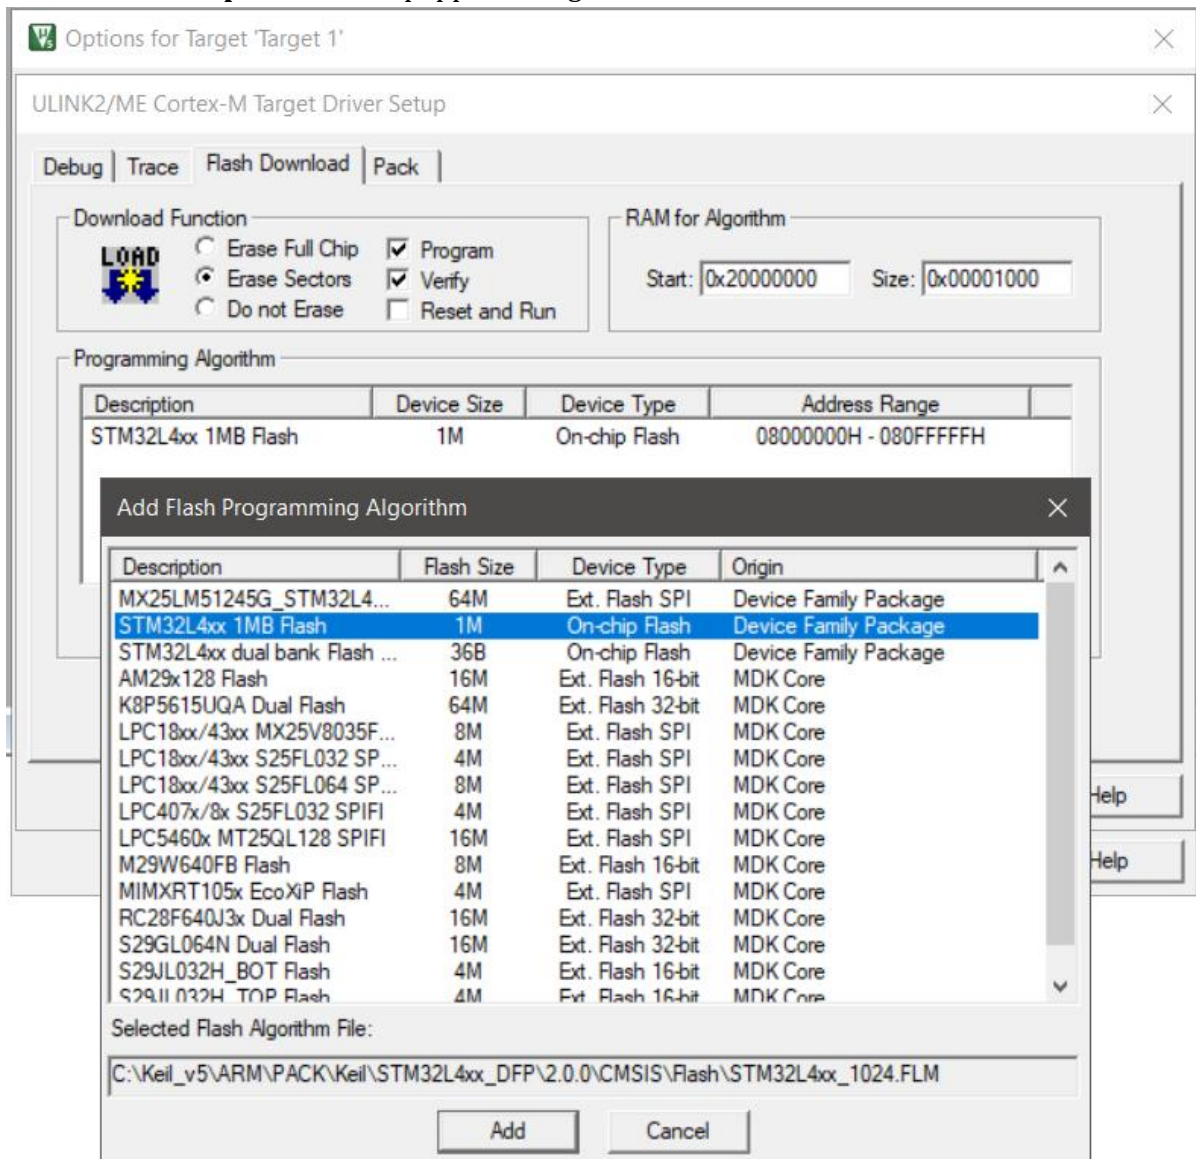 Options for Target 'Target 1'
ULINK2/ME Cortex-M Target Driver Setup
Debug Trace Flash Download Pack
Download Function
LOAD
Erase Full Chip Program
Erase Sectors Verify
Do not Erase Reset and Run
RAM for Algorithm
Start: 0x20000000 Size: 0x00001000
Programming Algorithm
Description Device Size Device Type Address Range
STM32L4xx 1MB Flash 1M On-chip Flash 08000000H - 080FFFFFH
Add Flash Programming Algorithm
Description Flash Size Device Type Origin
MX25LM51245G_STM32L4... 64M Ext. Flash SPI Device Family Package
STM32L4xx 1MB Flash 1M On-chip Flash Device Family Package
STM32L4xx dual bank Flash ... 36B On-chip Flash Device Family Package
AM29x128 Flash 16M Ext. Flash 16-bit MDK Core
K8P5615UQA Dual Flash 64M Ext. Flash 32-bit MDK Core
LPC18xx/43xx MX25V8035F... 8M Ext. Flash SPI MDK Core
LPC18xx/43xx S25FL032 SP... 4M Ext. Flash SPI MDK Core
LPC18xx/43xx S25FL064 SP... 8M Ext. Flash SPI MDK Core
LPC407x/8x S25FL032 SPIFI 4M Ext. Flash SPI MDK Core
LPC5460x MT25QL128 SPIFI 16M Ext. Flash SPI MDK Core
M29W640FB Flash 8M Ext. Flash 16-bit MDK Core
MIMXRT105x EcoXiP Flash 4M Ext. Flash SPI MDK Core
RC28F640J3x Dual Flash 16M Ext. Flash 32-bit MDK Core
S29GL064N Dual Flash 16M Ext. Flash 32-bit MDK Core
S29JL032H_BOT Flash 4M Ext. Flash 16-bit MDK Core
S29JL032H_TOP Flash 4M Ext. Flash 16-bit MDK Core
Selected Flash Algorithm File:
C:\Keil_v5\ARM\PACK\Keil\STM32L4xx_DFP\2.0.0\CMSIS\Flash\STM32L4xx_1024.FLM
Add Cancel
Help
Help